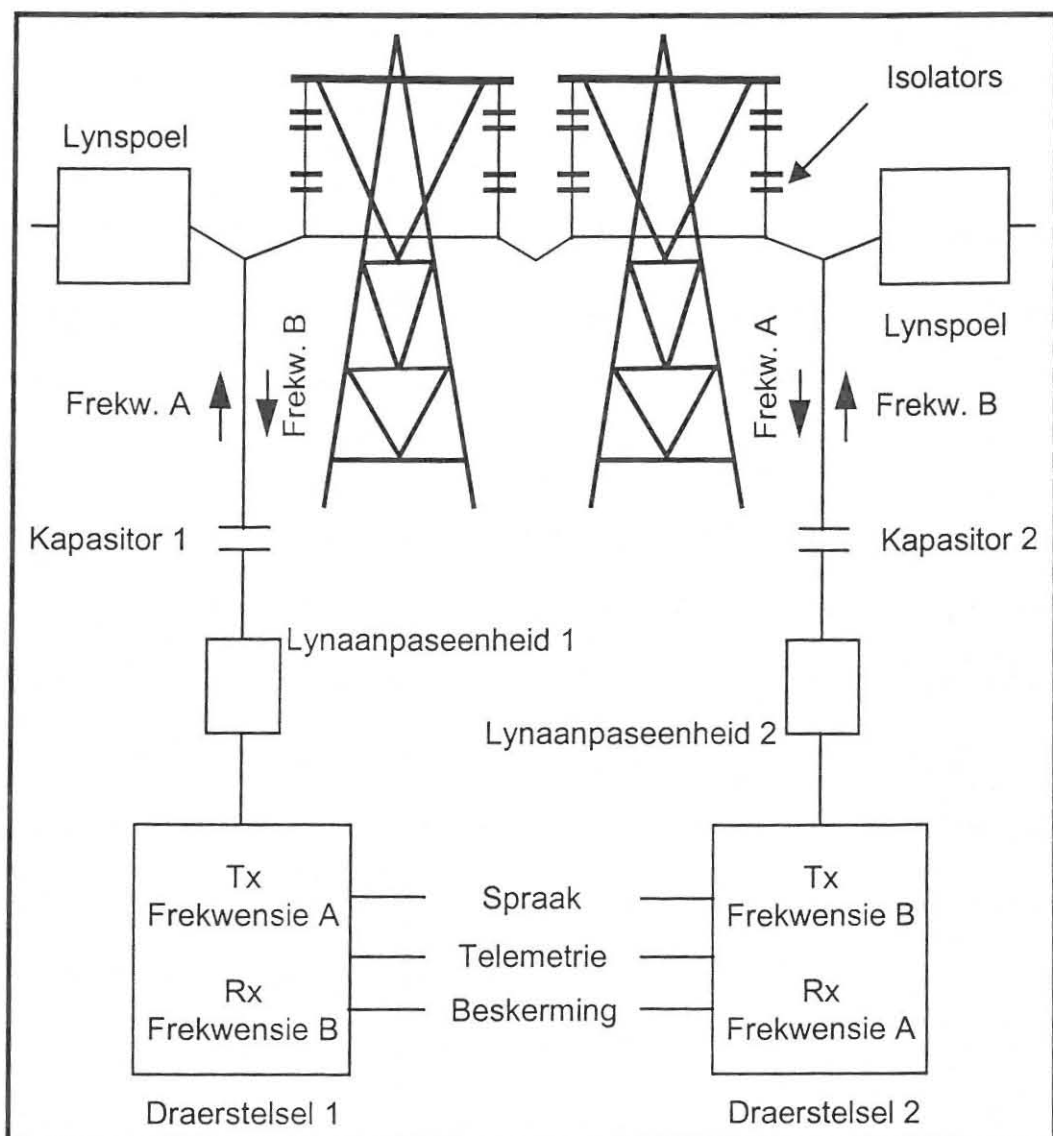 Isolators
Lynspoel
Lynspoel
Frekw. A
Frekw. B
Frekw. A
Frekw. B
Kapasitor 1
Kapasitor 2
Lynaanpaseenheid 1
Lynaanpaseenheid 2
Tx
Frekwensie A
Rx
Frekwensie B
Spraak
Telemetrie
Beskerming
Tx
Frekwensie B
Rx
Frekwensie A
Draerstelsel 1
Draerstelsel 2